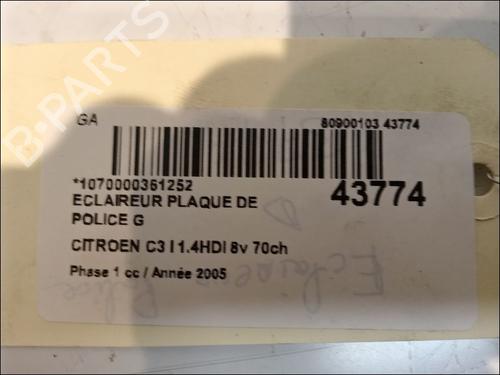 B-PARTS
GA
80900103 43774
*1070000361252
43774
ECLAIREUR PLAQUE DE
POLICE G
CITROEN C3 I 1.4HDI 8v 70ch
Phase 1 cc / Année 2005